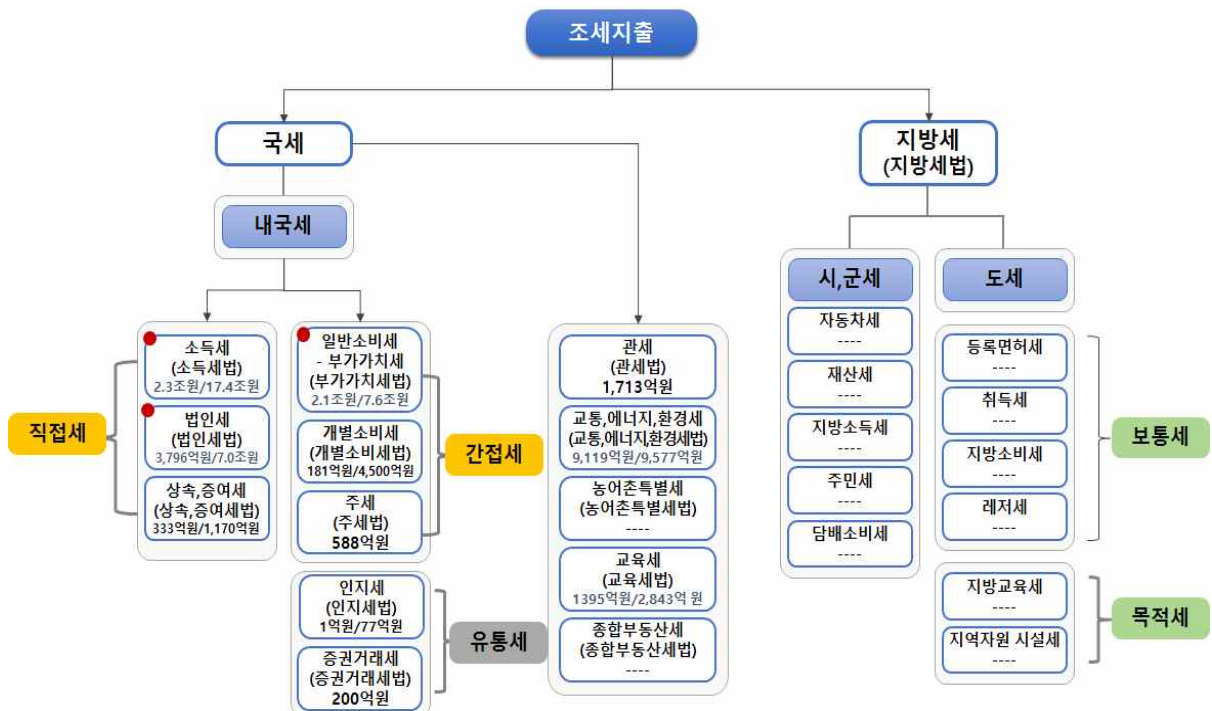 조세지출
국세
지방세
(지방세법)
내국세
시,군세
도세
직접세
소득세
(소득세법)
2.3조원/17.4조원
법인세
(법인세법)
3,796억원/7.0조원
상속,증여세
(상속,증여세법)
333억원/1,170억원
일반소비세
- 부가가치세
(부가가치세법)
2.1조원/7.6조원
개별소비세
(개별소비세법)
181억원/4,500억원
주세
(주세법)
588억원
간접세
인지세
(인지세법)
1억원/77억원
증권거래세
(증권거래세법)
200억원
유통세
관세
(관세법)
1,713억원
교통,에너지,환경세
(교통,에너지,환경세법)
9,119억원/9,577억원
농어촌특별세
(농어촌특별세법)
----
교육세
(교육세법)
1395억원/2,843억 원
종합부동산세
(종합부동산세법)
----
자동차세
----
재산세
----
지방소득세
----
주민세
----
담배소비세
----
등록면허세
----
취득세
----
지방소비세
----
레저세
----
보통세
지방교육세
----
지역자원 시설세
----
목적세